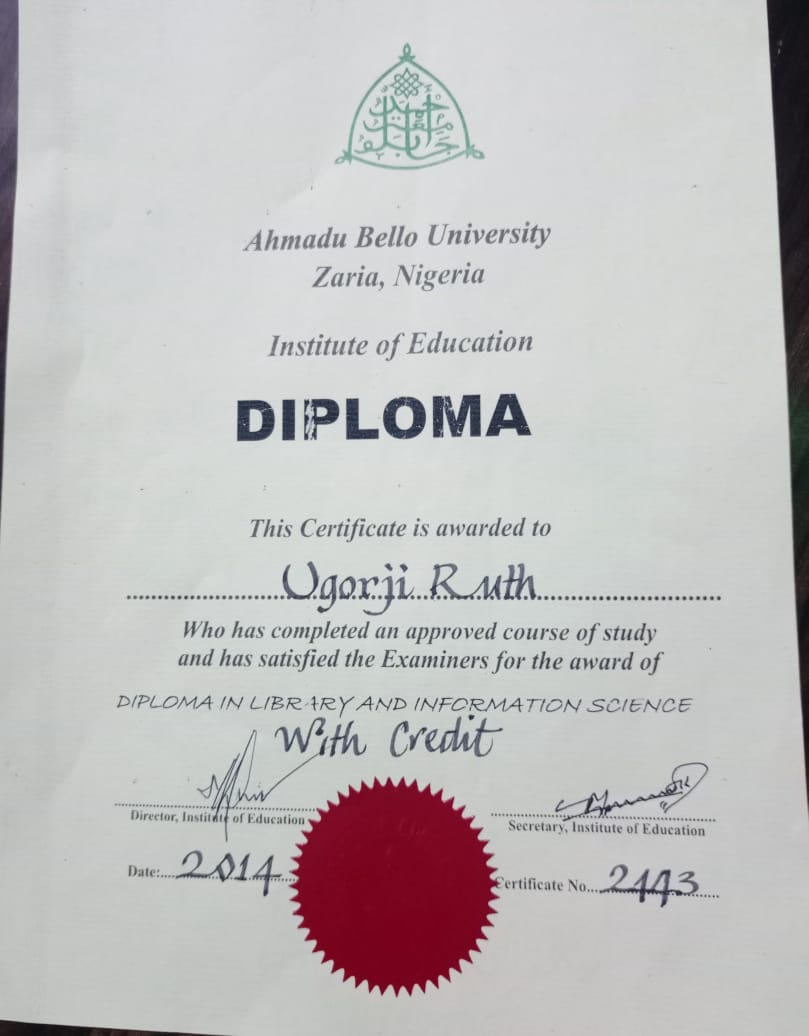 Ahmadu Bello University
Zaria, Nigeria
Institute of Education
DIPLOMA
This Certificate is awarded to
Ugorji Ruth
Who has completed an approved course of study
and has satisfied the Examiners for the award of
DIPLOMA IN LIBRARY AND INFORMATION SCIENCE
With Credit
Director, Institute of Education
Secretary, Institute of Education
Date:....2014
Certificate No...2443